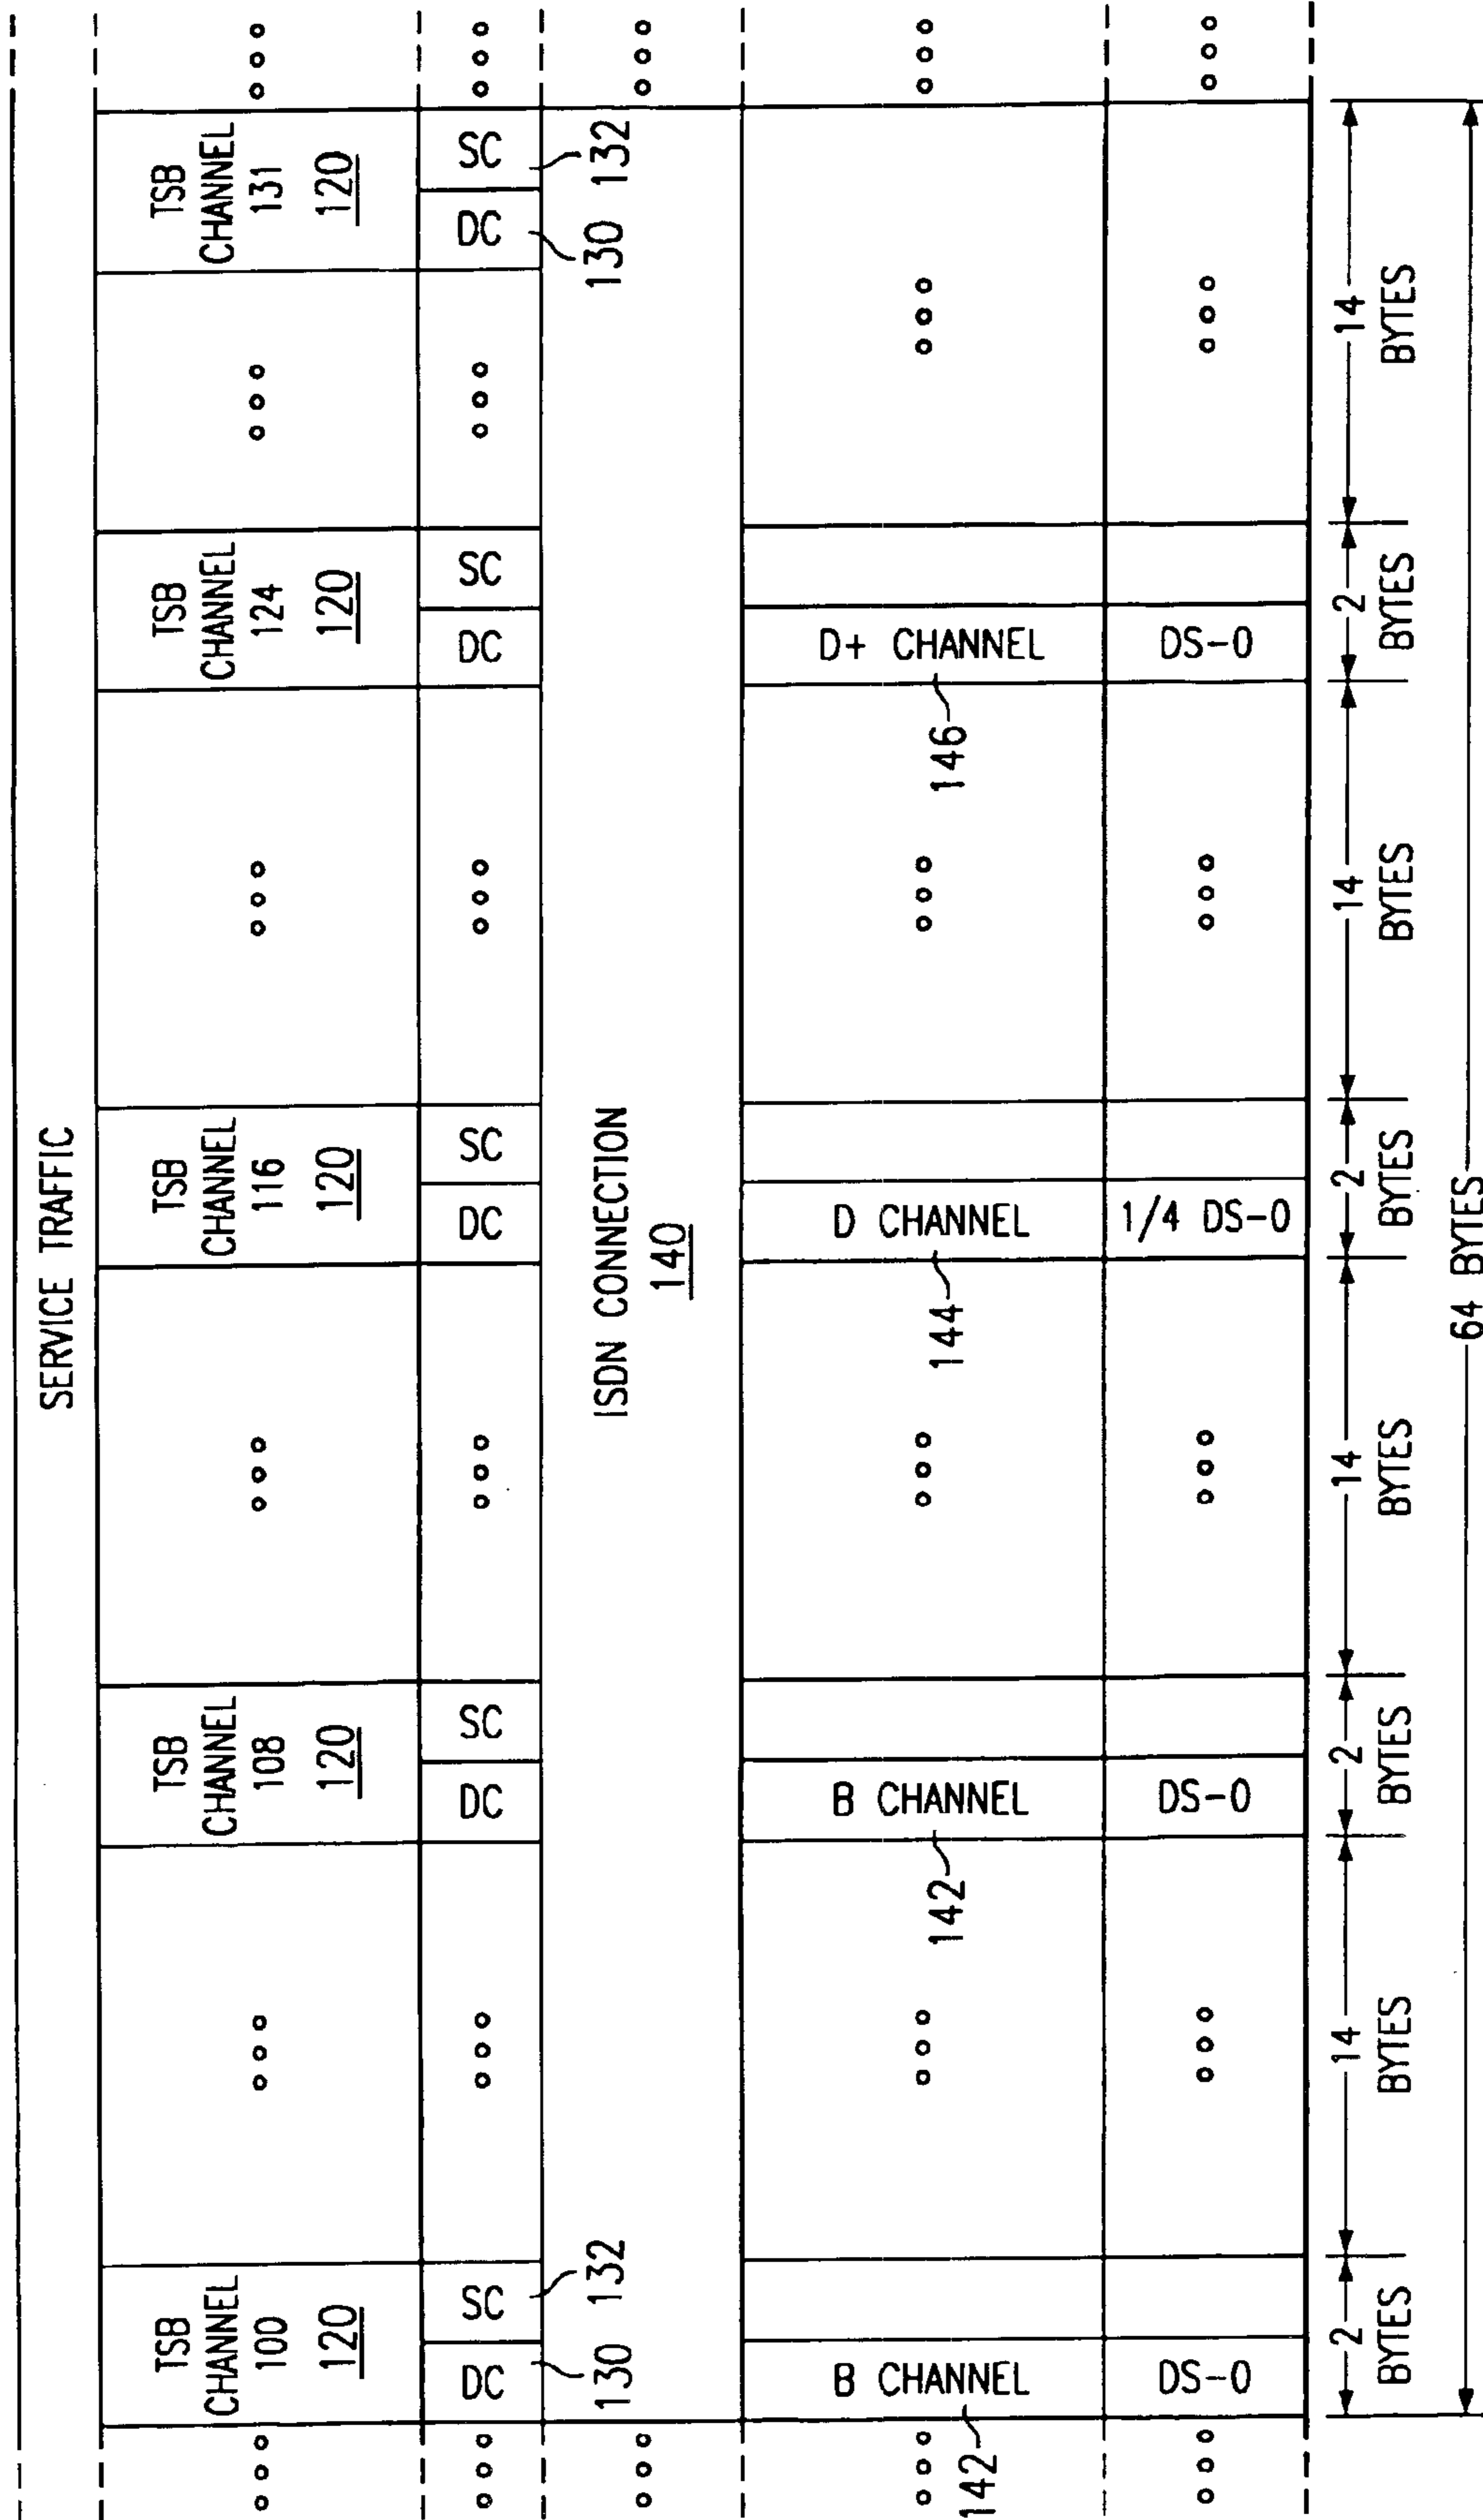 SERVICE TRAFFIC
TSB
CHANNEL
100
120
TSB
CHANNEL
108
120
TSB
CHANNEL
116
120
TSB
CHANNEL
124
120
TSB
CHANNEL
131
120
DC SC DC SC DC SC DC SC DC SC
130 132 130 132
ISDN CONNECTION
140
142 B CHANNEL 142 B CHANNEL 144 D CHANNEL 146 D+ CHANNEL
DS-0 DS-0 1/4 DS-0 DS-0
2
BYTES
14
BYTES
2
BYTES
14
BYTES
2
BYTES
14
BYTES
2
BYTES
14
BYTES
64 BYTES